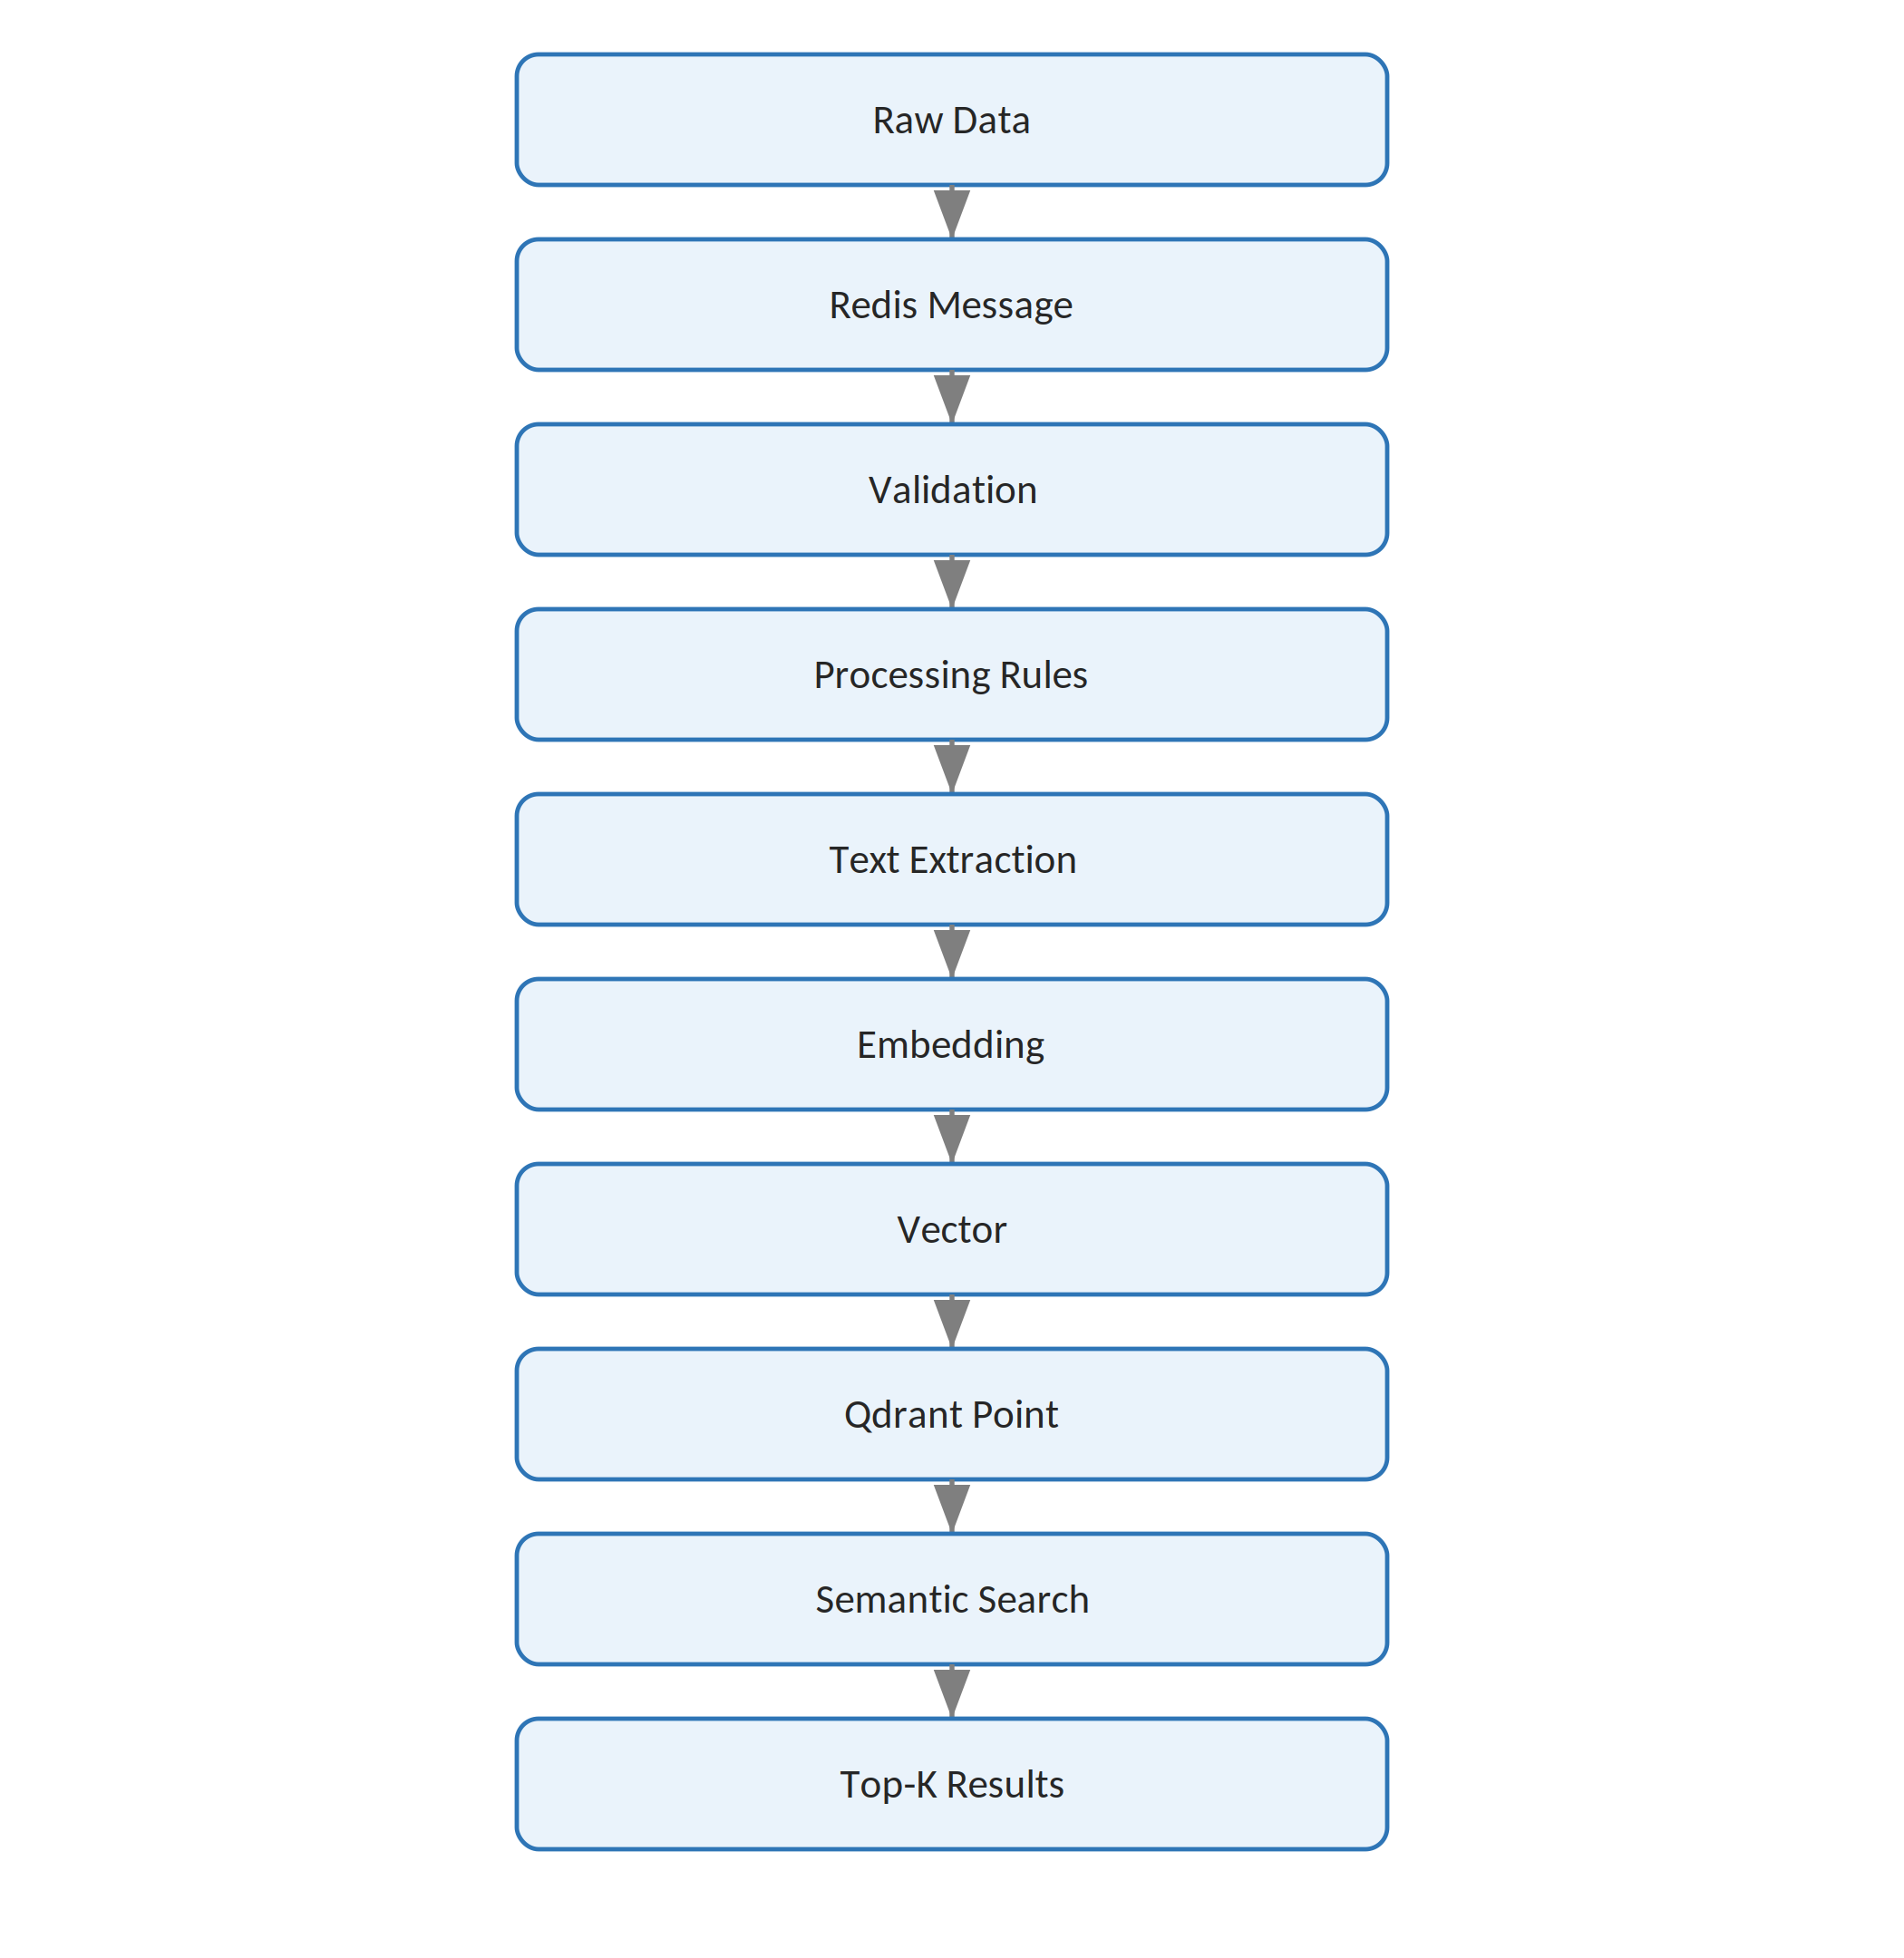 Raw Data
Redis Message
Validation
Processing Rules
Text Extraction
Embedding
Vector
Qdrant Point
Semantic Search
Top-K Results